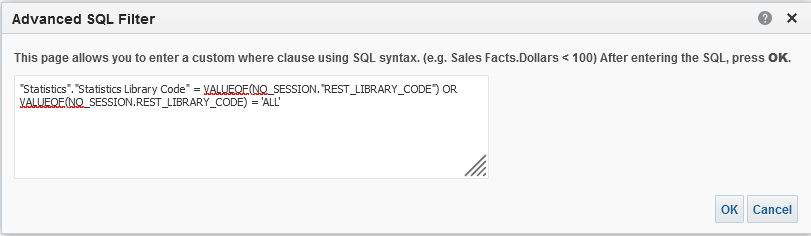 Advanced SQL Filter
This page allows you to enter a custom where clause using SQL syntax. (e.g. Sales Facts.Dollars < 100) After entering the SQL, press OK.
"Statistics"."Statistics Library Code" = VALUEOF(NQ_SESSION."REST_LIBRARY_CODE") OR
VALUEOF(NQ_SESSION.REST_LIBRARY_CODE) = 'ALL'
OK Cancel